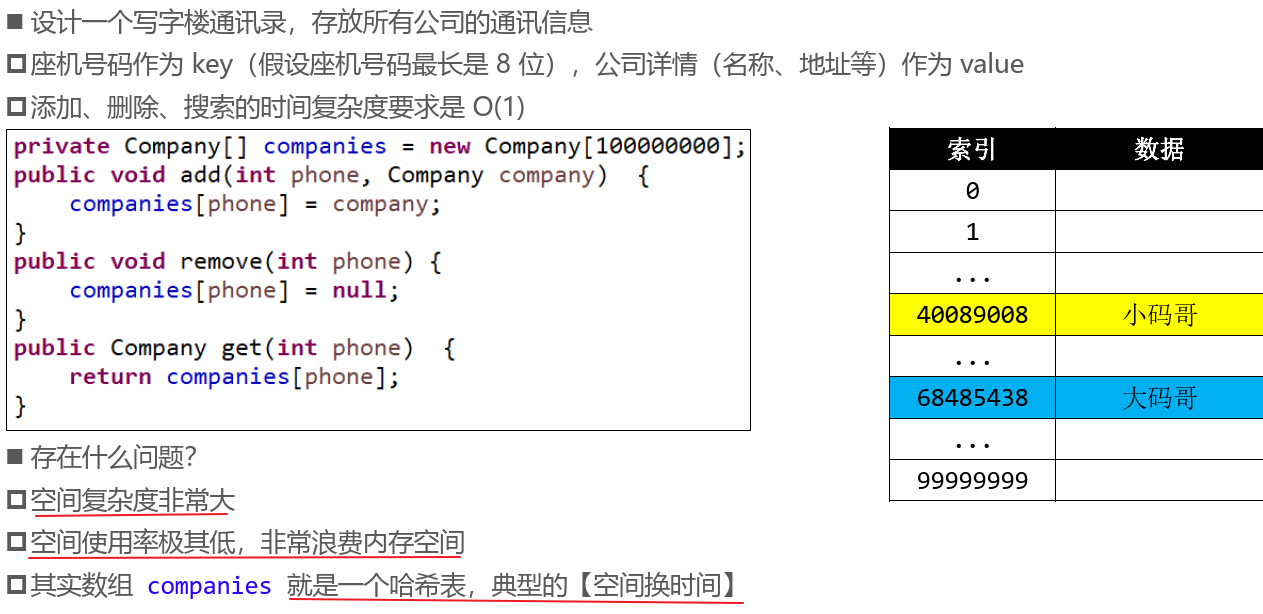 ■ 设计一个写字楼通讯录，存放所有公司的通讯信息
□ 座机号码作为 key（假设座机号码最长是 8 位），公司详情（名称、地址等）作为 value
□ 添加、删除、搜索的时间复杂度要求是 O(1)
private Company[] companies = new Company[100000000];
public void add(int phone, Company company) {
    companies[phone] = company;
}
public void remove(int phone) {
    companies[phone] = null;
}
public Company get(int phone) {
    return companies[phone];
}
索引 数据
0
1
...
40089008 小码哥
...
68485438 大码哥
...
99999999
■ 存在什么问题？
□ 空间复杂度非常大
□ 空间使用率极其低，非常浪费内存空间
□ 其实数组 companies 就是一个哈希表，典型的【空间换时间】